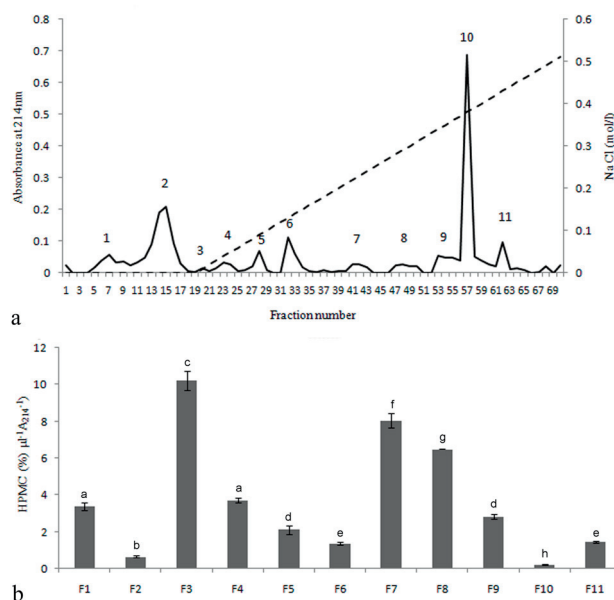 0.8
0.7
0.6
0.5
0.4
0.3
0.2
0.1
0
Absorbance at 214nm
0.6
0.5
0.4
0.3
0.2
0.1
0
NaCl (mol/l)
1 2 3 4 5 6 7 8 9 10 11
1 3 5 7 9 11 13 15 17 19 21 23 25 27 29 31 33 35 37 39 41 43 45 47 49 51 53 55 57 59 61 63 65 67 69
Fraction number
a
12
10
8
6
4
2
0
HPMC (%) µl⁻¹A₂₁₄⁻¹
a b c a d e f g d h e
F1 F2 F3 F4 F5 F6 F7 F8 F9 F10 F11
b